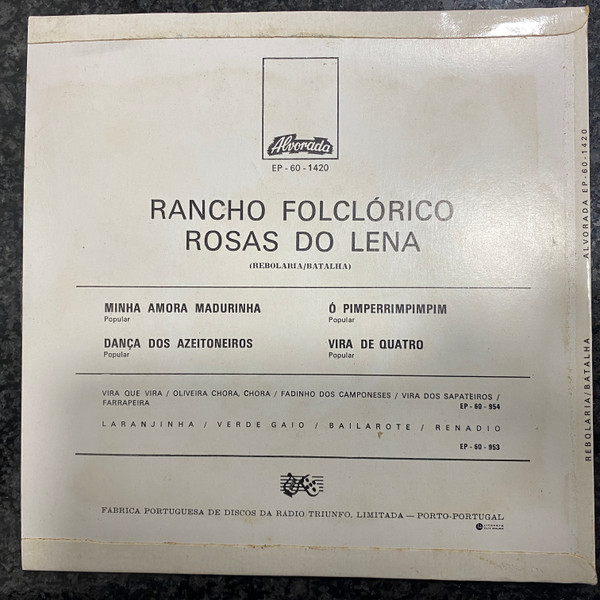 Alvorada
EP - 60 - 1420
RANCHO FOLCLÓRICO
ROSAS DO LENA
(REBOLARIA/BATALHA)
MINHA AMORA MADURINHA
Popular
Ó PIMPERRIMPIMPIM
Popular
DANÇA DOS AZEITONEIROS
Popular
VIRA DE QUATRO
Popular
VIRA QUE VIRA / OLIVEIRA CHORA, CHORA / FADINHO DOS CAMPONESES / VIRA DOS SAPATEIROS /
FARRAPEIRA
EP - 60 - 954
LARANJINHA / VERDE GAIO / BAILAROTE / RENADIO
EP - 60 - 953
FABRICA PORTUGUESA DE DISCOS DA RADIO TRIUNFO, LIMITADA — PORTO-PORTUGAL
REBOLARIA/BATALHA
ALVORADA EP-60-1420